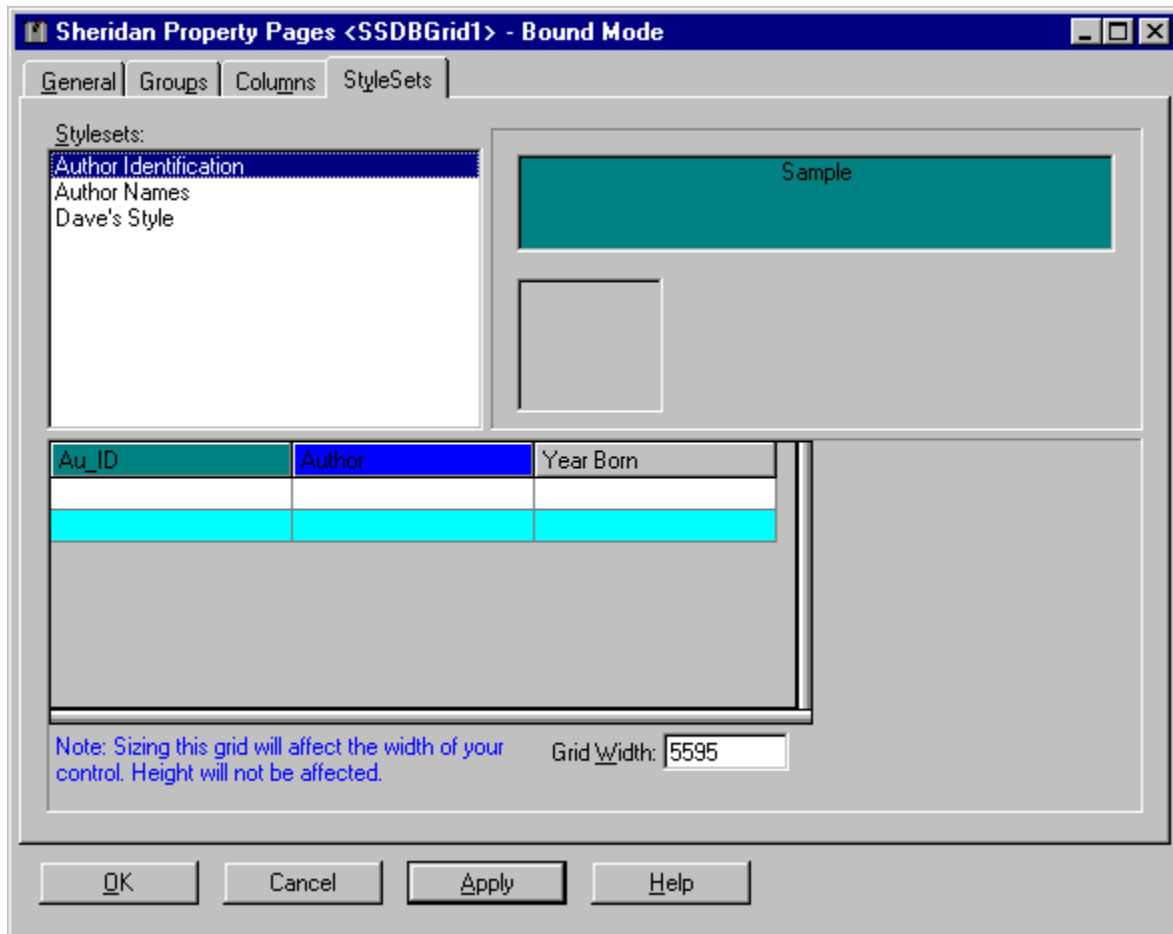 Sheridan Property Pages <SSDBGrid1> - Bound Mode
General Groups Columns StyleSets
Stylesets:
Author Identification
Author Names
Dave's Style
Sample
Au_ID Author Year Born
Note: Sizing this grid will affect the width of your
control. Height will not be affected.
Grid Width: 5595
OK Cancel Apply Help